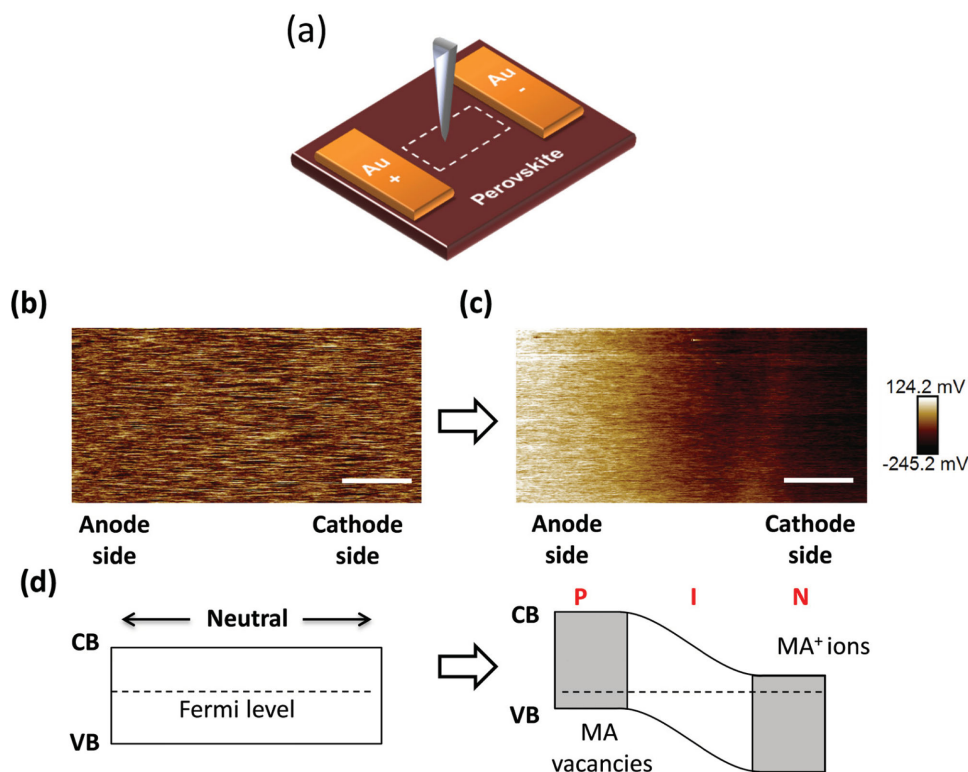 (a)
Au
-
Au
+
Perovskite
(b)
(c)
124.2 mV
-245.2 mV
Anode
side
Cathode
side
Anode
side
Cathode
side
(d)
Neutral
CB
Fermi level
VB
P
I
N
CB
MA⁺ ions
VB
MA
vacancies